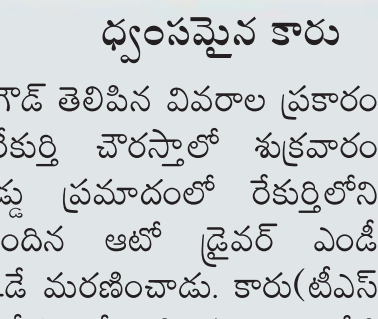 ధ్వంసమైన కారు
గౌడ్ తెలిపిన వివరాల ప్రకారం
రేకుర్తి చౌరస్తాలో శుక్రవారం
ప్రమాదంలో రేకుర్తిలోని
ఆటో డ్రైవర్ ఎండీ
మరణించాడు. కారు(టీఎస్